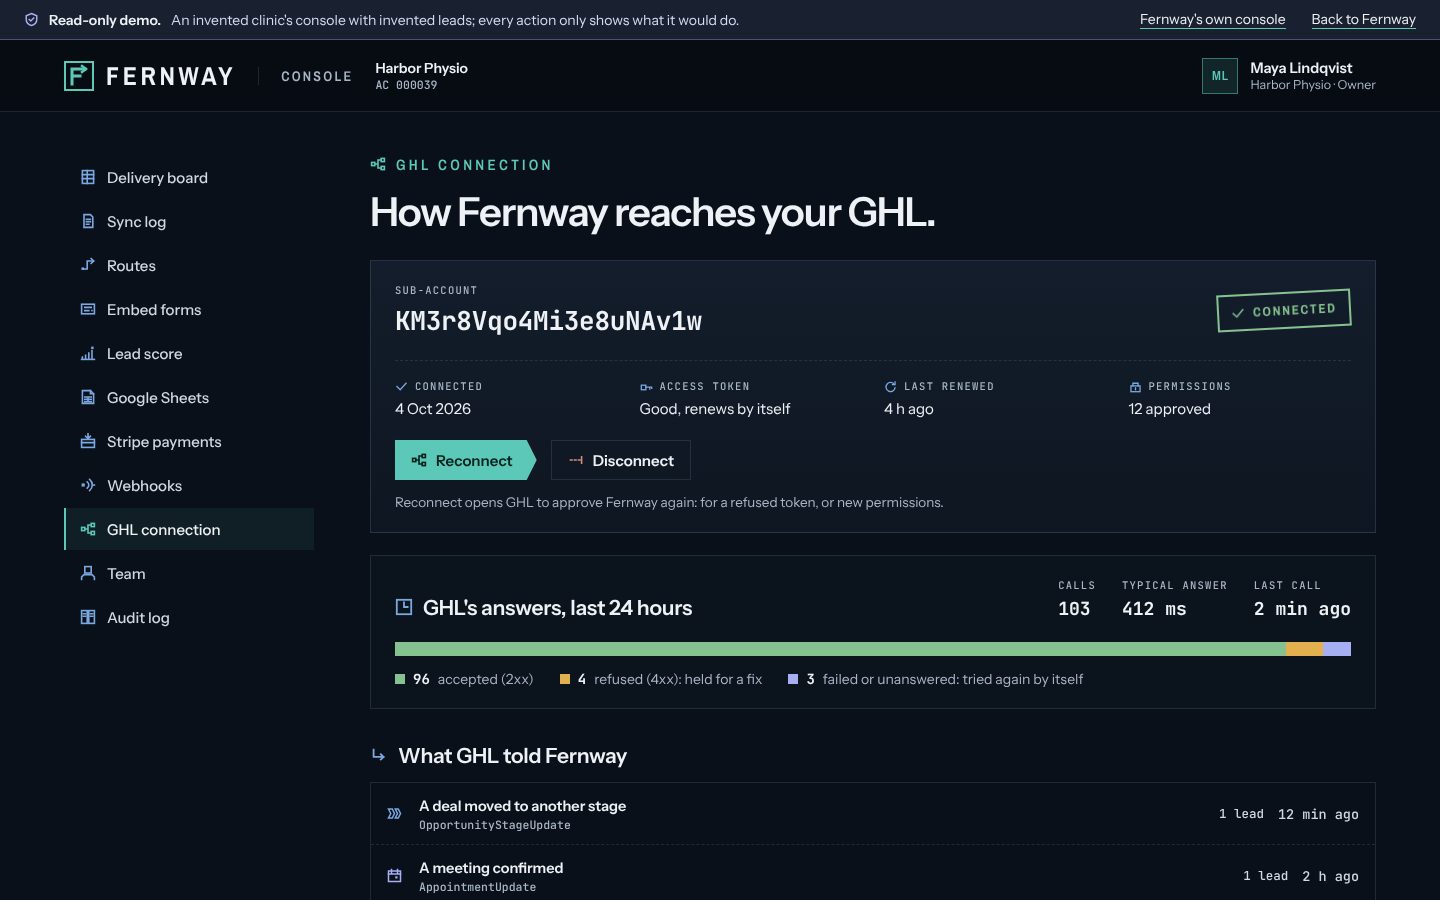 Read-only demo. An invented clinic's console with invented leads; every action only shows what it would do.
Fernway's own console
Back to Fernway
FERNWAY
CONSOLE
Harbor Physio
AC 000039
ML
Maya Lindqvist
Harbor Physio · Owner
Delivery board
Sync log
Routes
Embed forms
Lead score
Google Sheets
Stripe payments
Webhooks
GHL connection
Team
Audit log
GHL CONNECTION
How Fernway reaches your GHL.
SUB-ACCOUNT
KM3r8Vqo4Mi3e8uNAv1w
CONNECTED
CONNECTED
4 Oct 2026
ACCESS TOKEN
Good, renews by itself
LAST RENEWED
4 h ago
PERMISSIONS
12 approved
Reconnect
Disconnect
Reconnect opens GHL to approve Fernway again: for a refused token, or new permissions.
GHL's answers, last 24 hours
CALLS
103
TYPICAL ANSWER
412 ms
LAST CALL
2 min ago
96 accepted (2xx)
4 refused (4xx): held for a fix
3 failed or unanswered: tried again by itself
What GHL told Fernway
A deal moved to another stage
OpportunityStageUpdate
1 lead 12 min ago
A meeting confirmed
AppointmentUpdate
1 lead 2 h ago